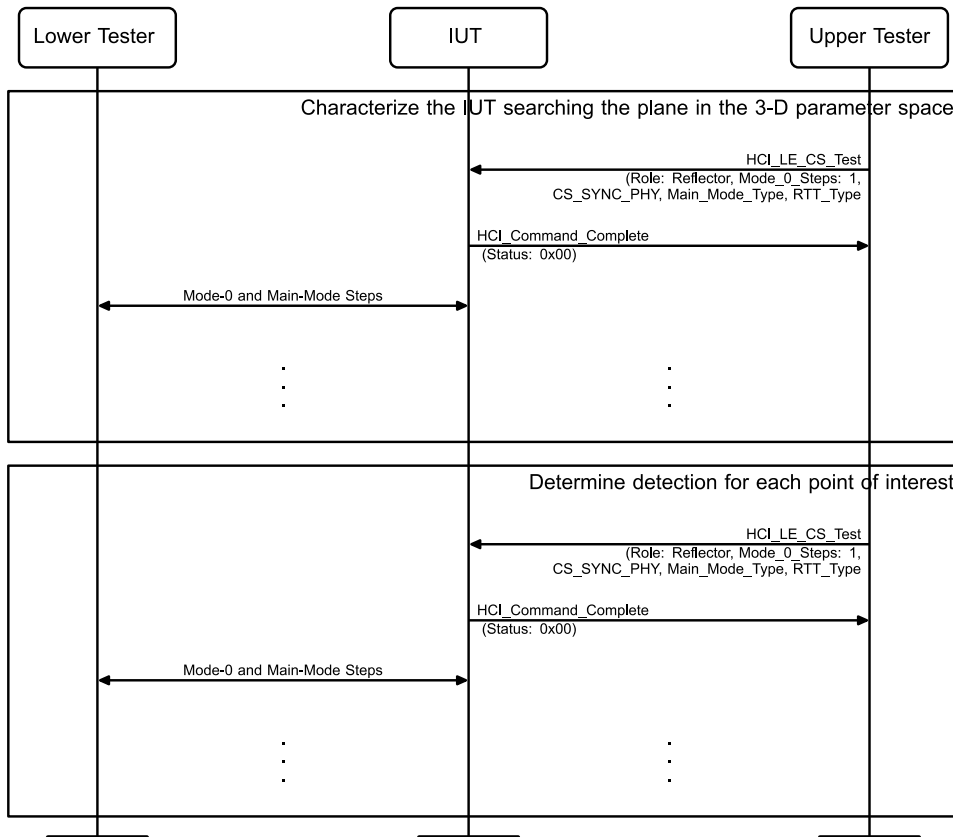 Lower Tester
IUT
Upper Tester
Characterize the IUT searching the plane in the 3-D parameter space
HCI_LE_CS_Test
(Role: Reflector, Mode_0_Steps: 1,
CS_SYNC_PHY, Main_Mode_Type, RTT_Type
HCI_Command_Complete
(Status: 0x00)
Mode-0 and Main-Mode Steps
.
.
.
.
.
.
Determine detection for each point of interest
HCI_LE_CS_Test
(Role: Reflector, Mode_0_Steps: 1,
CS_SYNC_PHY, Main_Mode_Type, RTT_Type
HCI_Command_Complete
(Status: 0x00)
Mode-0 and Main-Mode Steps
.
.
.
.
.
.